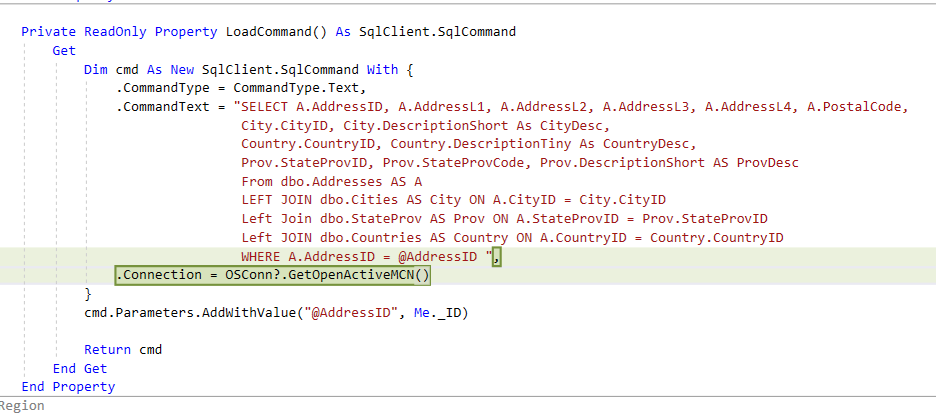 Private ReadOnly Property LoadCommand() As SqlClient.SqlCommand
Get
Dim cmd As New SqlClient.SqlCommand With {
.CommandType = CommandType.Text,
.CommandText = "SELECT A.AddressID, A.AddressL1, A.AddressL2, A.AddressL3, A.AddressL4, A.PostalCode,
City.CityID, City.DescriptionShort As CityDesc,
Country.CountryID, Country.DescriptionTiny As CountryDesc,
Prov.StateProvID, Prov.StateProvCode, Prov.DescriptionShort AS ProvDesc
From dbo.Addresses AS A
LEFT JOIN dbo.Cities AS City ON A.CityID = City.CityID
Left Join dbo.StateProv AS Prov ON A.StateProvID = Prov.StateProvID
Left JOIN dbo.Countries AS Country ON A.CountryID = Country.CountryID
WHERE A.AddressID = @AddressID ",
.Connection = OSConn?.GetOpenActiveMCN()
}
cmd.Parameters.AddWithValue("@AddressID", Me._ID)
Return cmd
End Get
End Property
Region